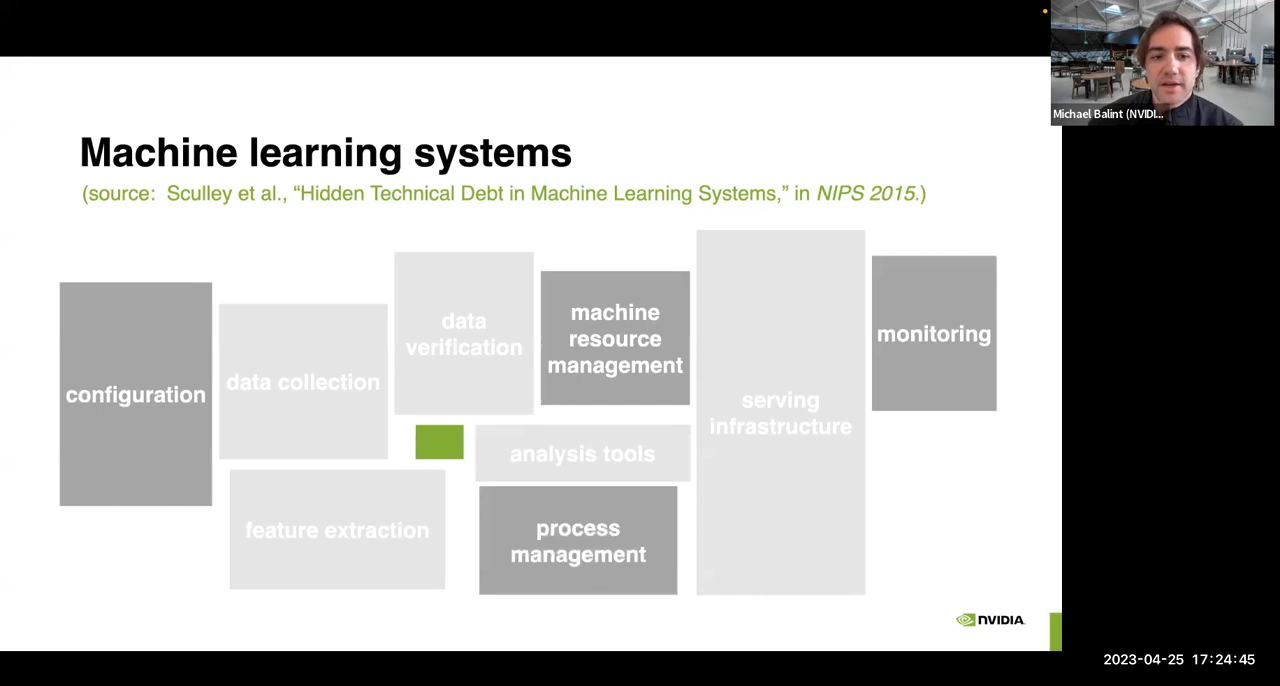 Michael Balint (NVIDI...
Machine learning systems
(source: Sculley et al., “Hidden Technical Debt in Machine Learning Systems,” in NIPS 2015.)
configuration
data collection
data
verification
machine
resource
management
serving
infrastructure
monitoring
analysis tools
feature extraction
process
management
NVIDIA
2023-04-25 17:24:45